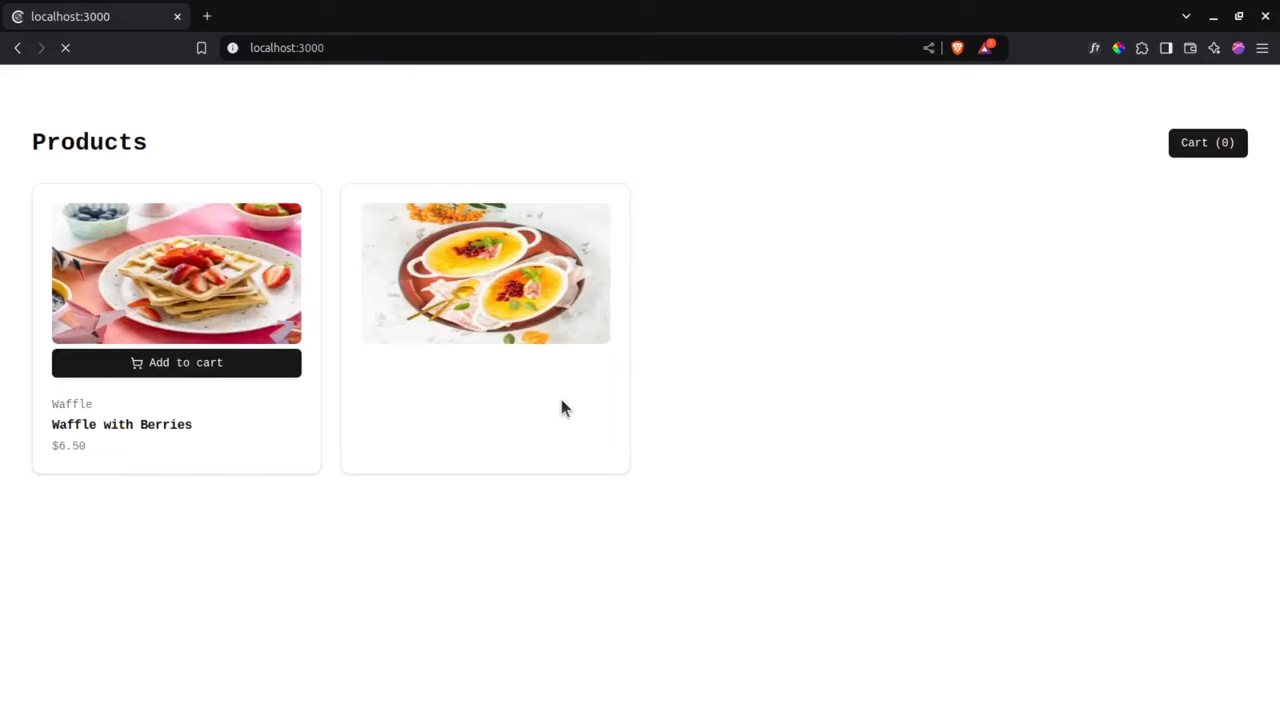 localhost:3000
localhost:3000
Products
Cart (0)
Add to cart
Waffle
Waffle with Berries
$6.50